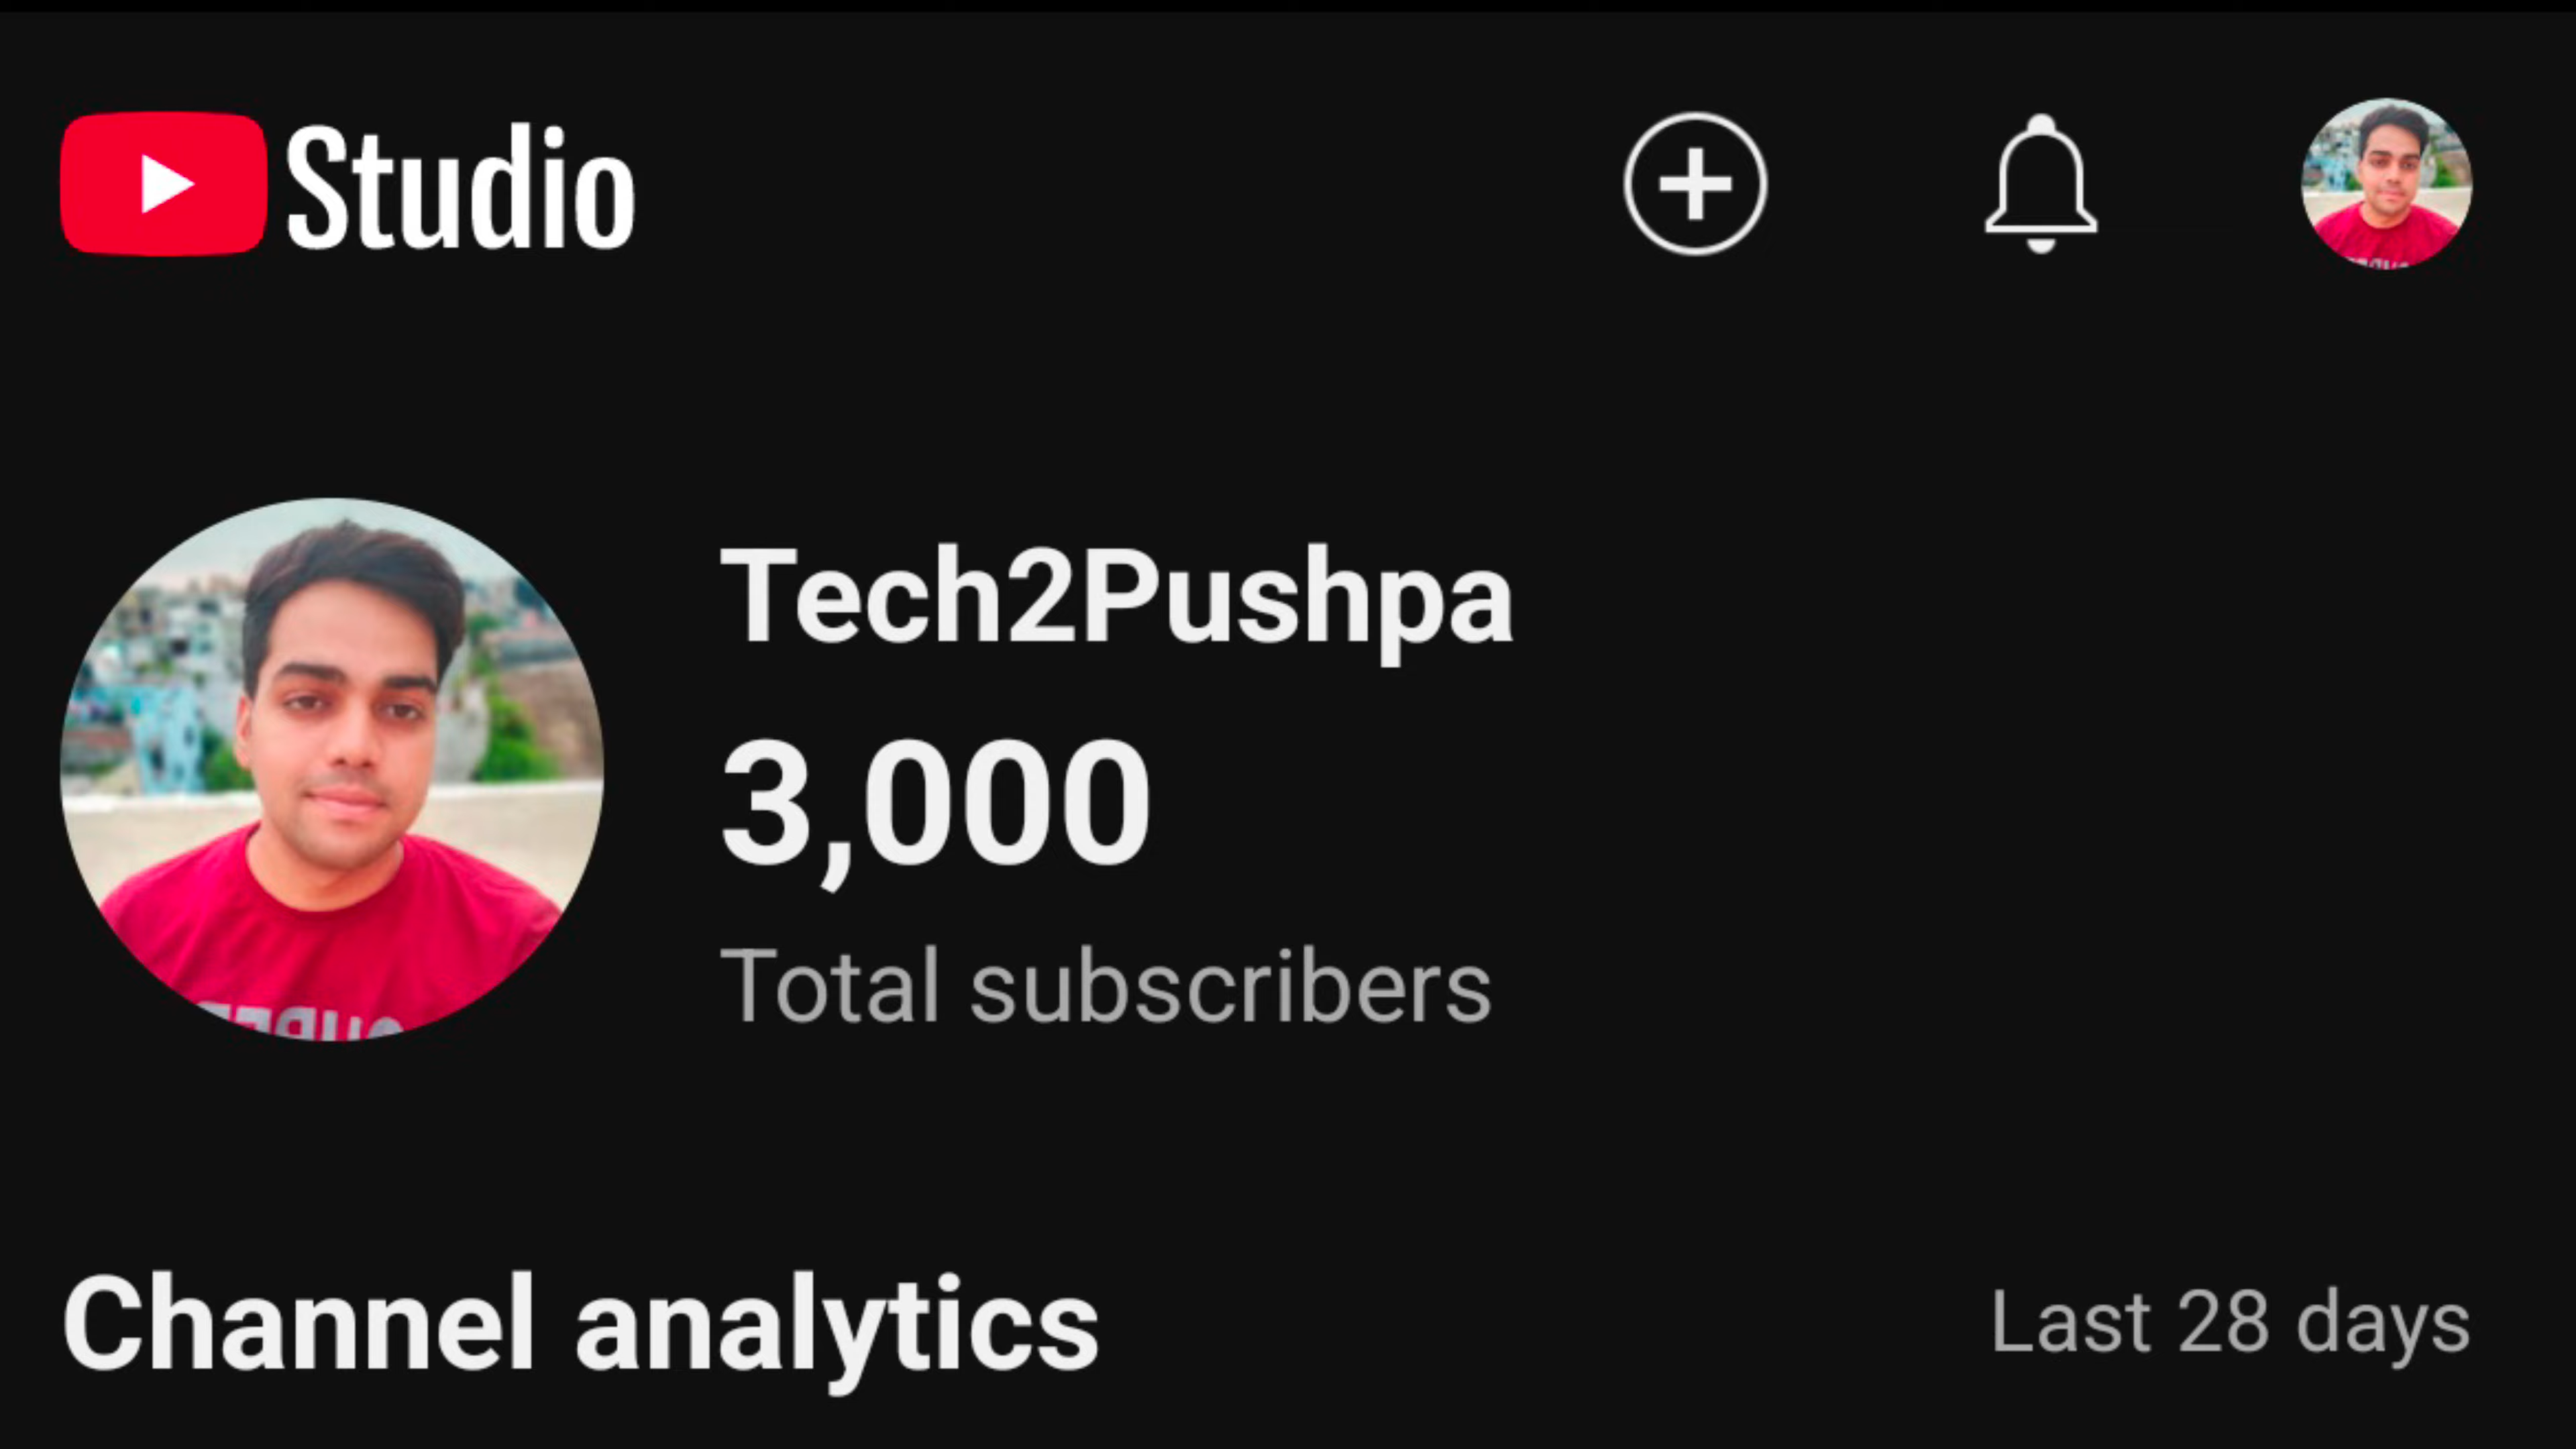 Studio
Tech2Pushpa
3,000
Total subscribers
Channel analytics
Last 28 days